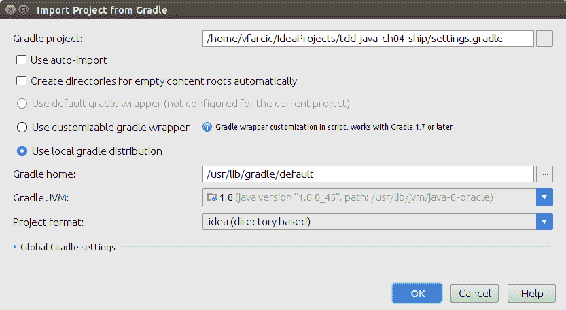 Import Project from Gradle
Gradle project: /home/vfarcic/IdeaProjects/tdd-java-ch04-ship/settings.gradle
Use auto-import
Create directories for empty content roots automatically
Use default gradle wrapper (not configured for the current project)
Use customizable gradle wrapper Gradle wrapper customization in script, works with Gradle 1.7 or later
Use local gradle distribution
Gradle home: /usr/lib/gradle/default ...
Gradle JVM: 1.8 (java version "1.8.0_45", path: /usr/lib/jvm/java-8-oracle)
Project format: .idea (directory based)
Global Gradle settings
OK Cancel Help